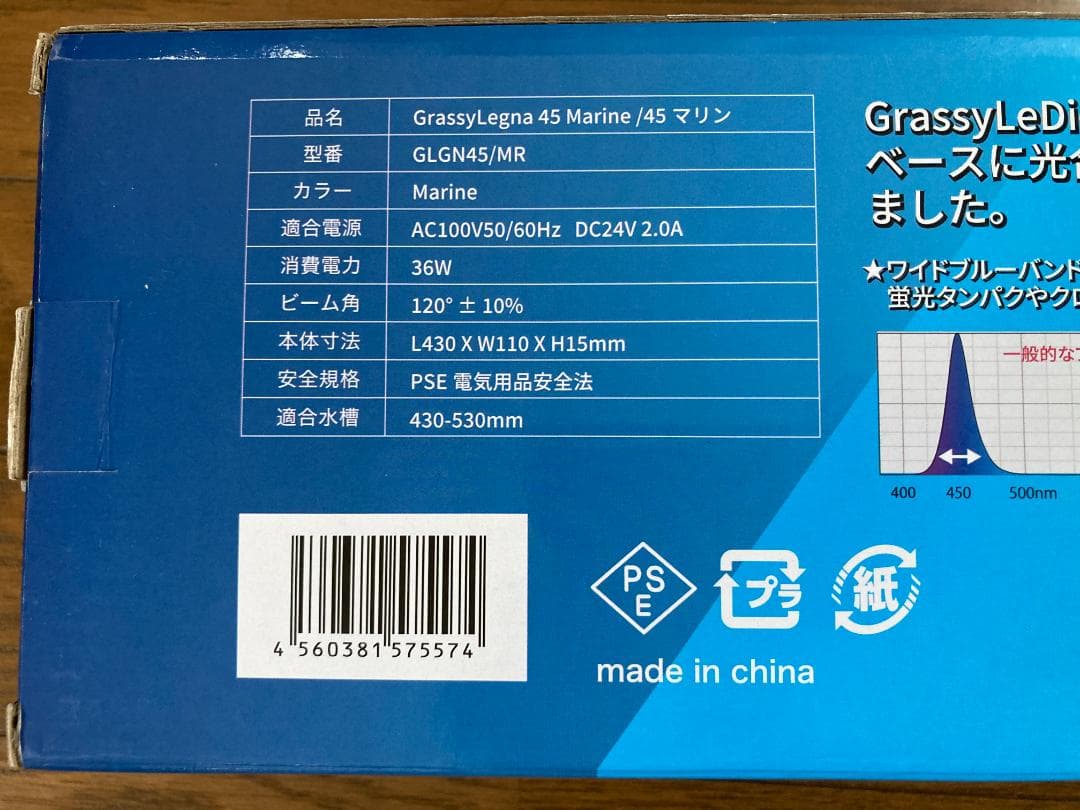 品名 GrassyLegna 45 Marine /45 マリン
型番 GLGN45/MR
カラー Marine
適合電源 AC100V50/60Hz DC24V 2.0A
消費電力 36W
ビーム角 120° ± 10%
本体寸法 L430 X W110 X H15mm
安全規格 PSE 電気用品安全法
適合水槽 430-530mm
GrassyLeDi
ベースに光合
ました。
★ワイドブルーバンド
蛍光タンパクやクロ
一般的なブ
400 450 500nm
4 560381 575574
PS
E
プラ
紙
made in china